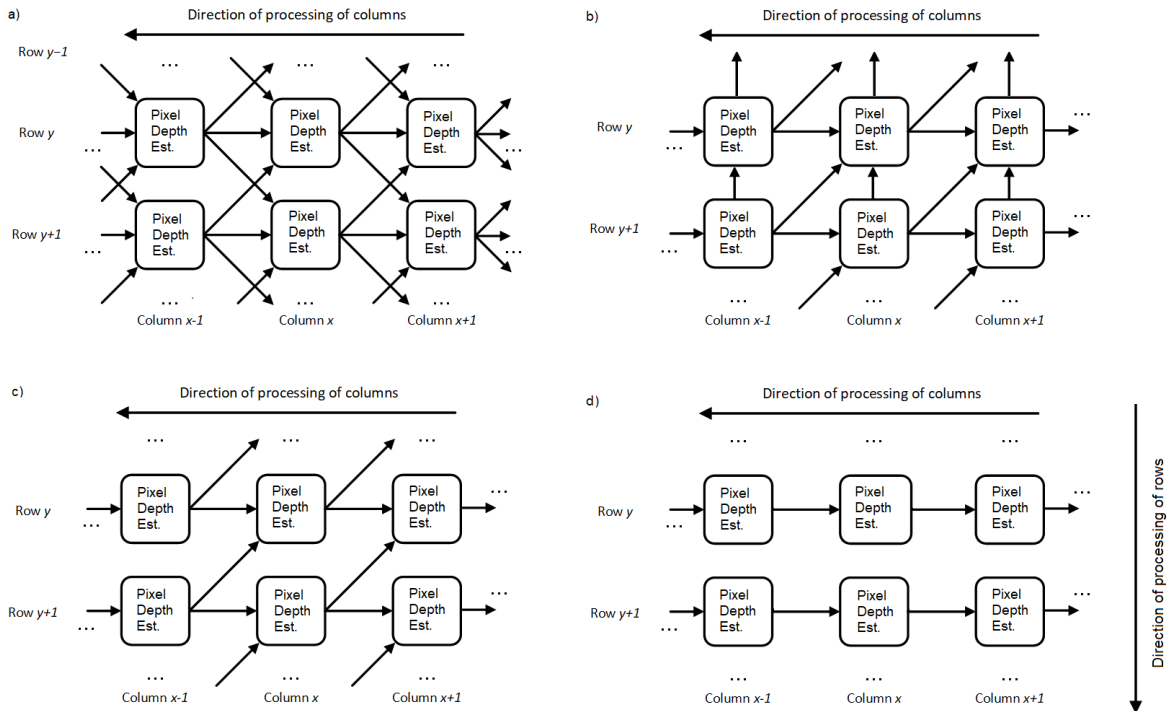 a)
Direction of processing of columns
Row y−1
... ... ...
Row y
Pixel
Depth
Est.
Pixel
Depth
Est.
Pixel
Depth
Est.
... ...
Row y+1
Pixel
Depth
Est.
Pixel
Depth
Est.
Pixel
Depth
Est.
... ...
... ...
Column x-1
Column x
Column x+1
b)
Direction of processing of columns
Row y
Pixel
Depth
Est.
Pixel
Depth
Est.
Pixel
Depth
Est.
...
...
Row y+1
Pixel
Depth
Est.
Pixel
Depth
Est.
Pixel
Depth
Est.
...
...
... ... ...
Column x-1
Column x
Column x+1
c)
Direction of processing of columns
... ... ...
Row y
Pixel
Depth
Est.
Pixel
Depth
Est.
Pixel
Depth
Est.
...
...
Row y+1
Pixel
Depth
Est.
Pixel
Depth
Est.
Pixel
Depth
Est.
...
...
... ... ...
Column x-1
Column x
Column x+1
d)
Direction of processing of columns
... ... ...
Row y
Pixel
Depth
Est.
Pixel
Depth
Est.
Pixel
Depth
Est.
...
...
Row y+1
Pixel
Depth
Est.
Pixel
Depth
Est.
Pixel
Depth
Est.
...
...
... ... ...
Column x-1
Column x
Column x+1
Direction of processing of rows